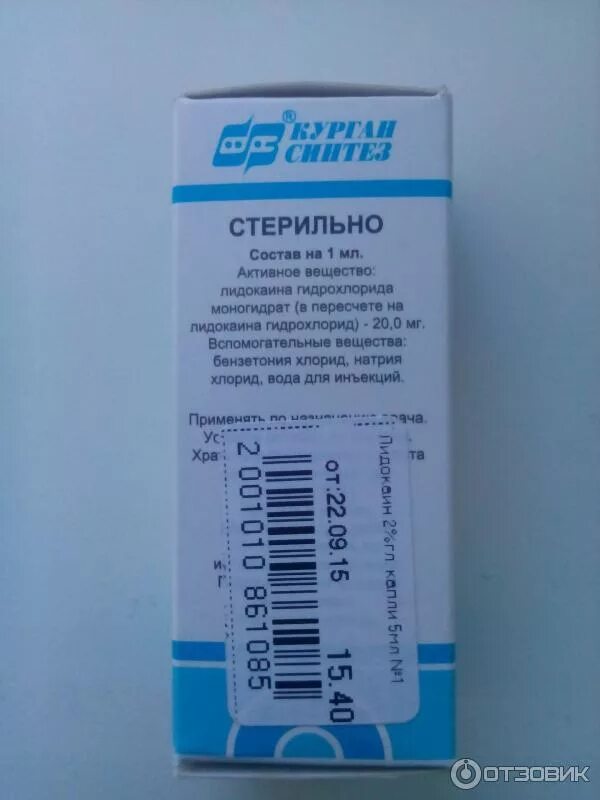 ®
КУРГАН
СИНТЕЗ
СТЕРИЛЬНО
Состав на 1 мл.
Активное вещество:
лидокаина гидрохлорида
моногидрат (в пересчете на
лидокаина гидрохлорид) - 20,0 мг.
Вспомогательные вещества:
бензетония хлорид, натрия
хлорид, вода для инъекций.
Применять по назначению врача.
Лидокаин 2%гл. капли 5мл №1
от:22.09.15 15.40
2 001010 861085
ОТЗОВИК